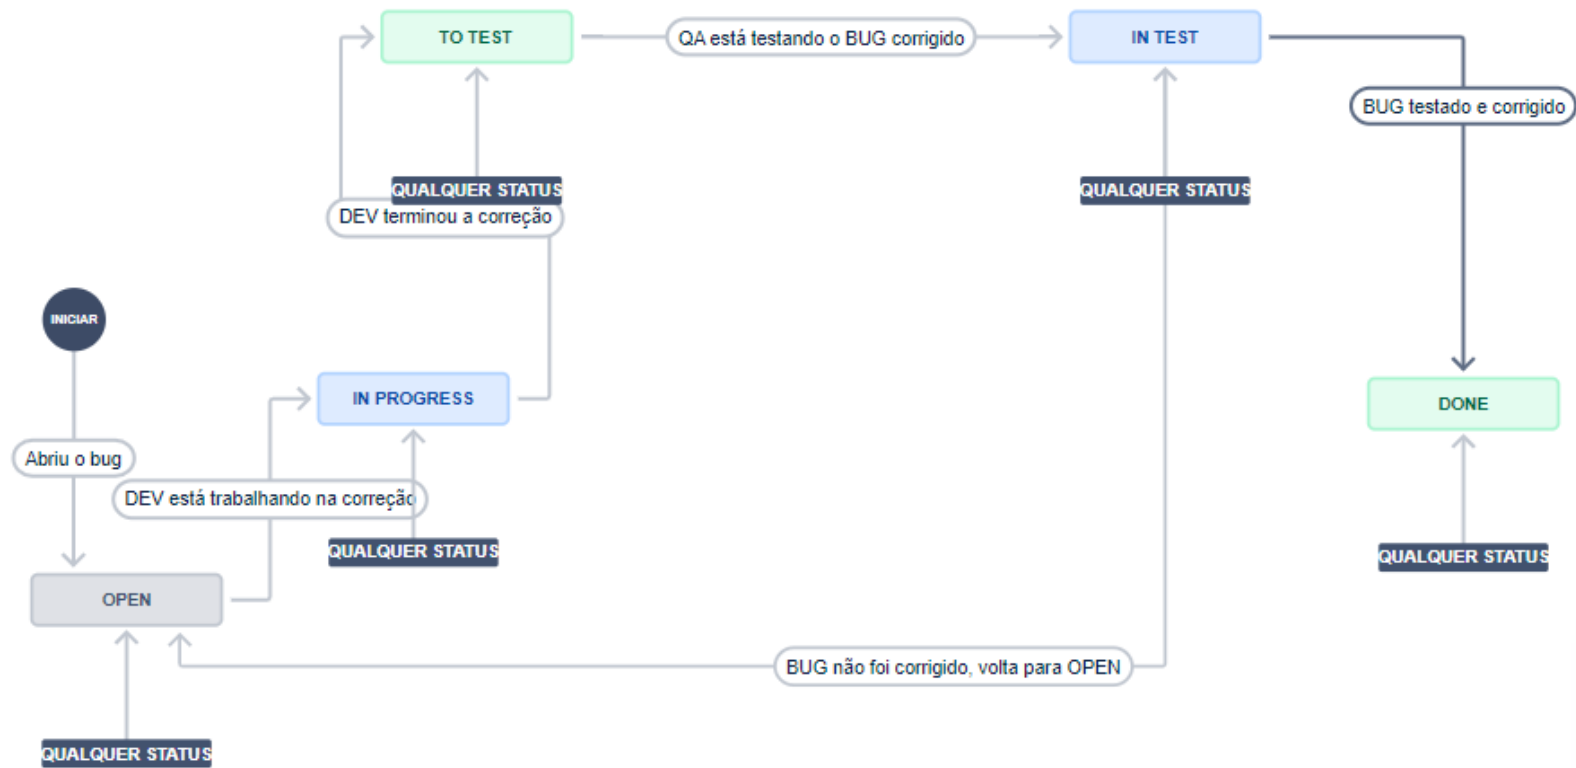 TO TEST
QA está testando o BUG corrigido
IN TEST
BUG testado e corrigido
QUALQUER STATUS
QUALQUER STATUS
DEV terminou a correção
INICIAR
IN PROGRESS
DONE
Abriu o bug
DEV está trabalhando na correção
QUALQUER STATUS
QUALQUER STATUS
OPEN
BUG não foi corrigido, volta para OPEN
QUALQUER STATUS